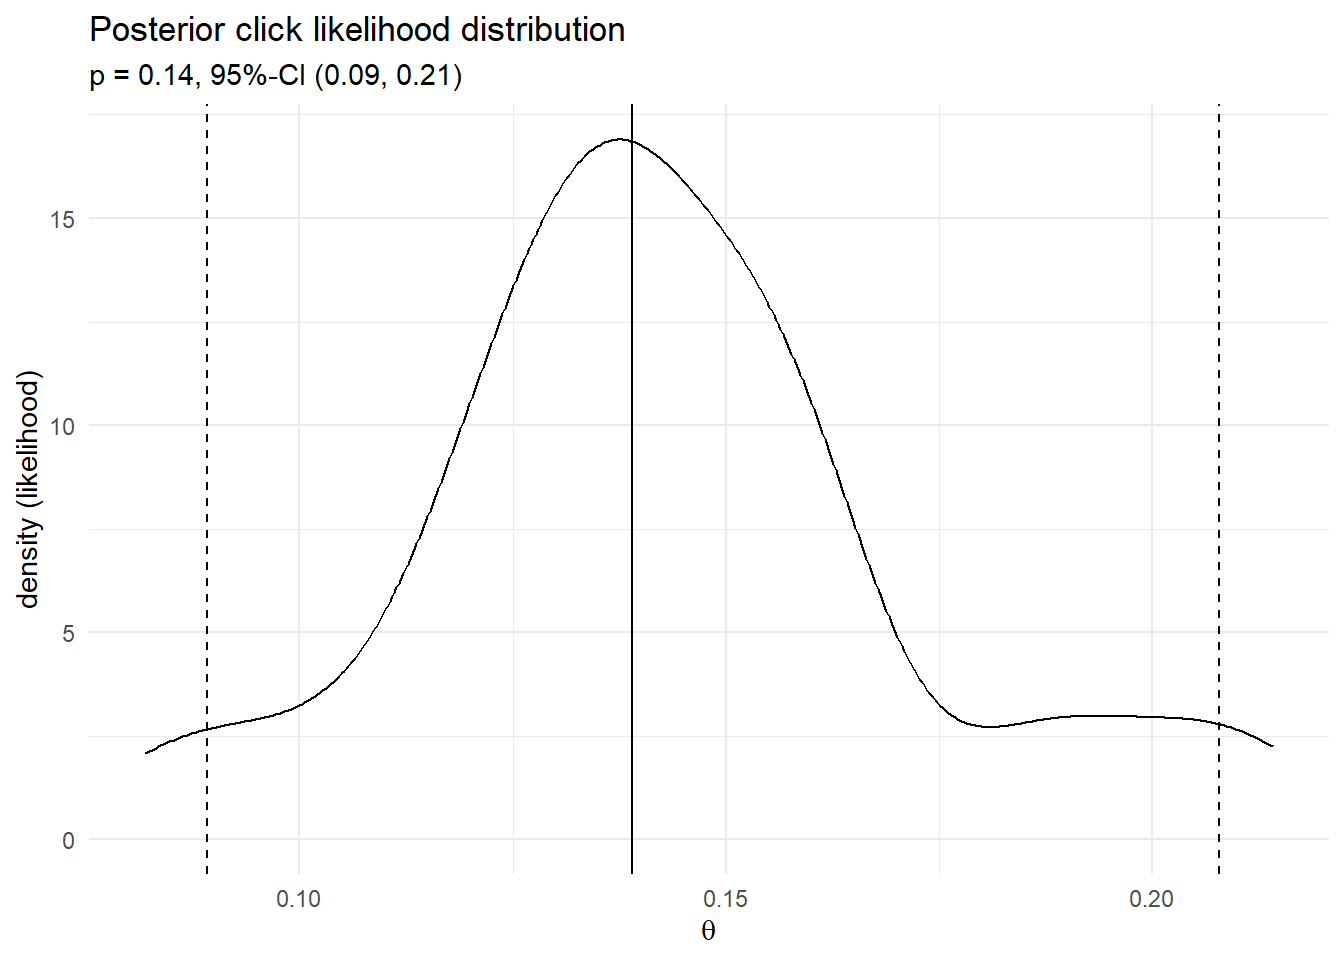 Posterior click likelihood distribution
p = 0.14, 95%-CI (0.09, 0.21)
density (likelihood)
15
10
5
0
0.10
0.15
0.20
θ